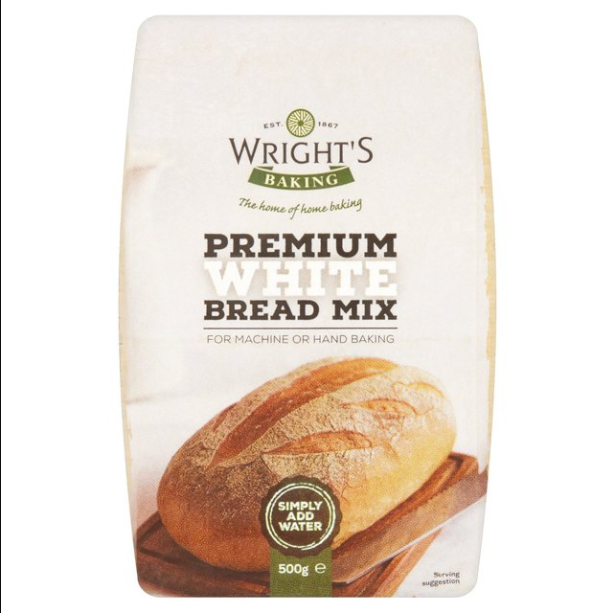 EST. 1867
WRIGHT'S
BAKING
The home of home baking
PREMIUM
WHITE
BREAD MIX
FOR MACHINE OR HAND BAKING
SIMPLY
ADD
WATER
500g ℮
Serving
suggestion